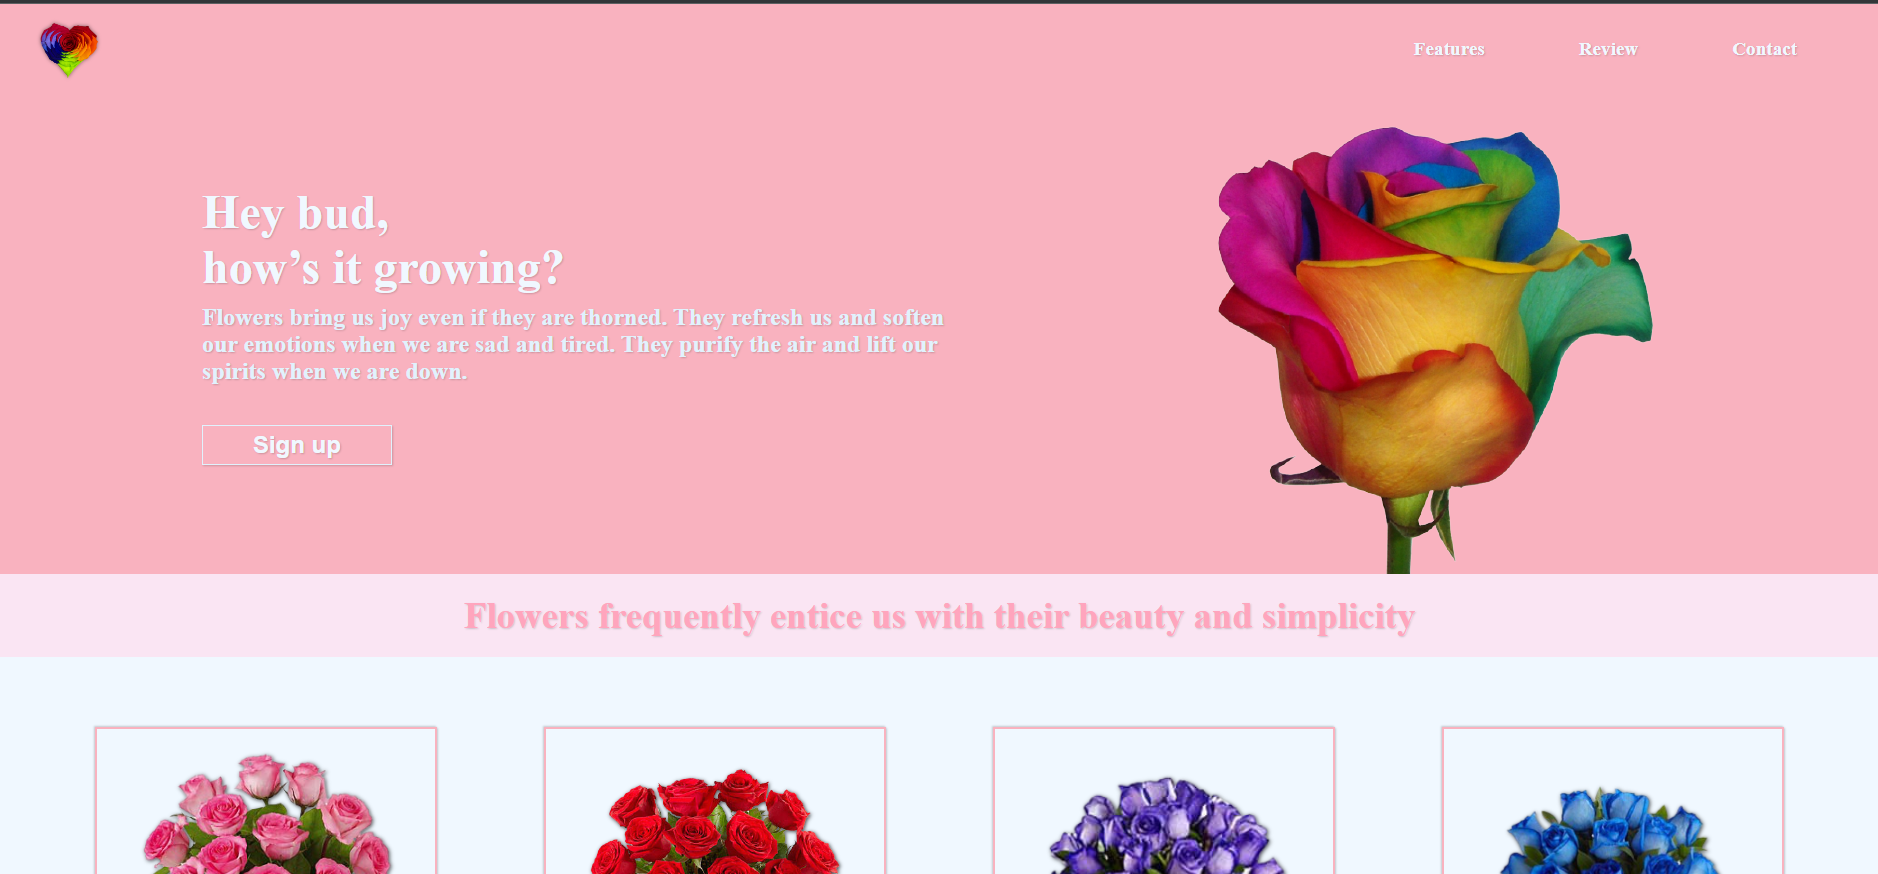 Features
Review
Contact
Hey bud,
how’s it growing?
Flowers bring us joy even if they are thorned. They refresh us and soften
our emotions when we are sad and tired. They purify the air and lift our
spirits when we are down.
Sign up
Flowers frequently entice us with their beauty and simplicity